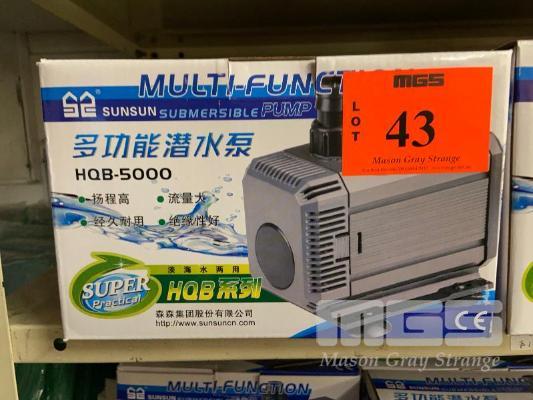 MULTI-FUNCTION
SUNSUN
SUBMERSIBLE PUMP
MGS
LOT
43
Mason Gray Strange
多功能潜水泵
HQB-5000
扬程高
流量大
经久耐用
绝缘性好
淡海水两用
SUPER
Practical
HQB系列
森森集团股份有限公司
http://www.sunsuncn.com
CE
MGS
Mason Gray Strange
MULTI-FUNCTION